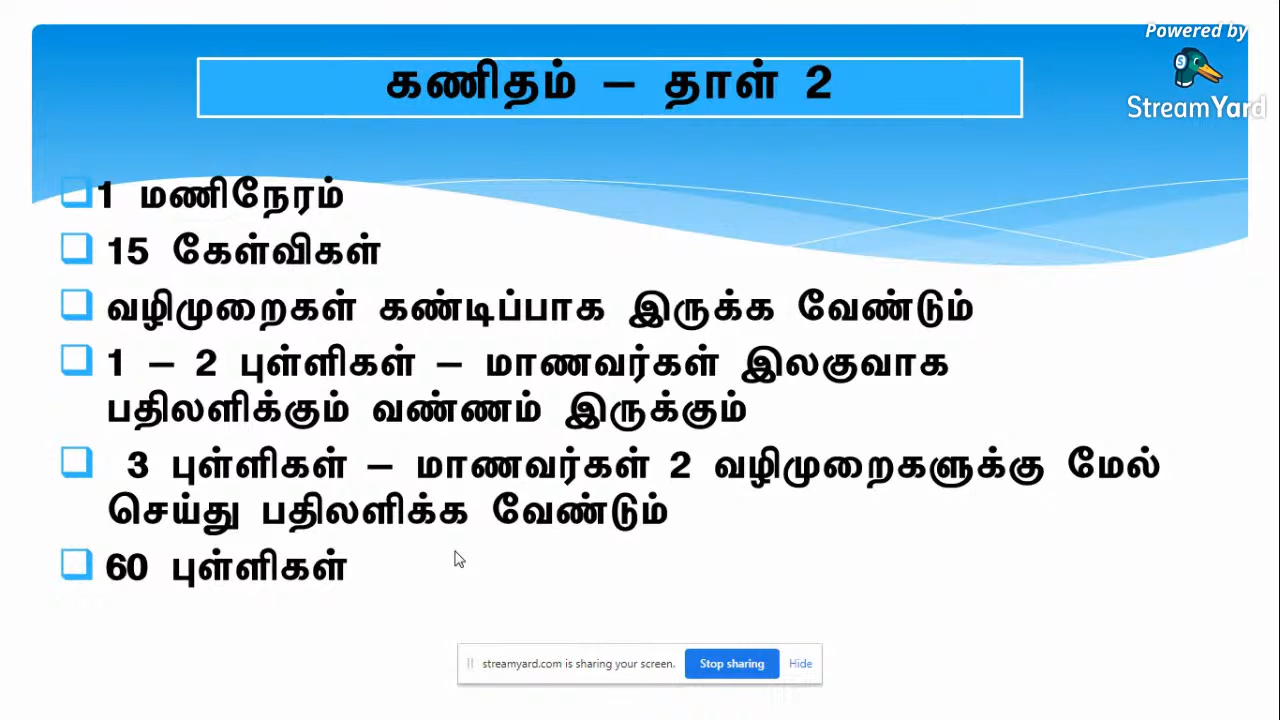 Powered by
StreamYard
கணிதம் – தாள் 2
1 மணிநேரம்
15 கேள்விகள்
வழிமுறைகள் கண்டிப்பாக இருக்க வேண்டும்
1 – 2 புள்ளிகள் – மாணவர்கள் இலகுவாக
பதிலளிக்கும் வண்ணம் இருக்கும்
3 புள்ளிகள் – மாணவர்கள் 2 வழிமுறைகளுக்கு மேல்
செய்து பதிலளிக்க வேண்டும்
60 புள்ளிகள்
streamyard.com is sharing your screen. Stop sharing Hide